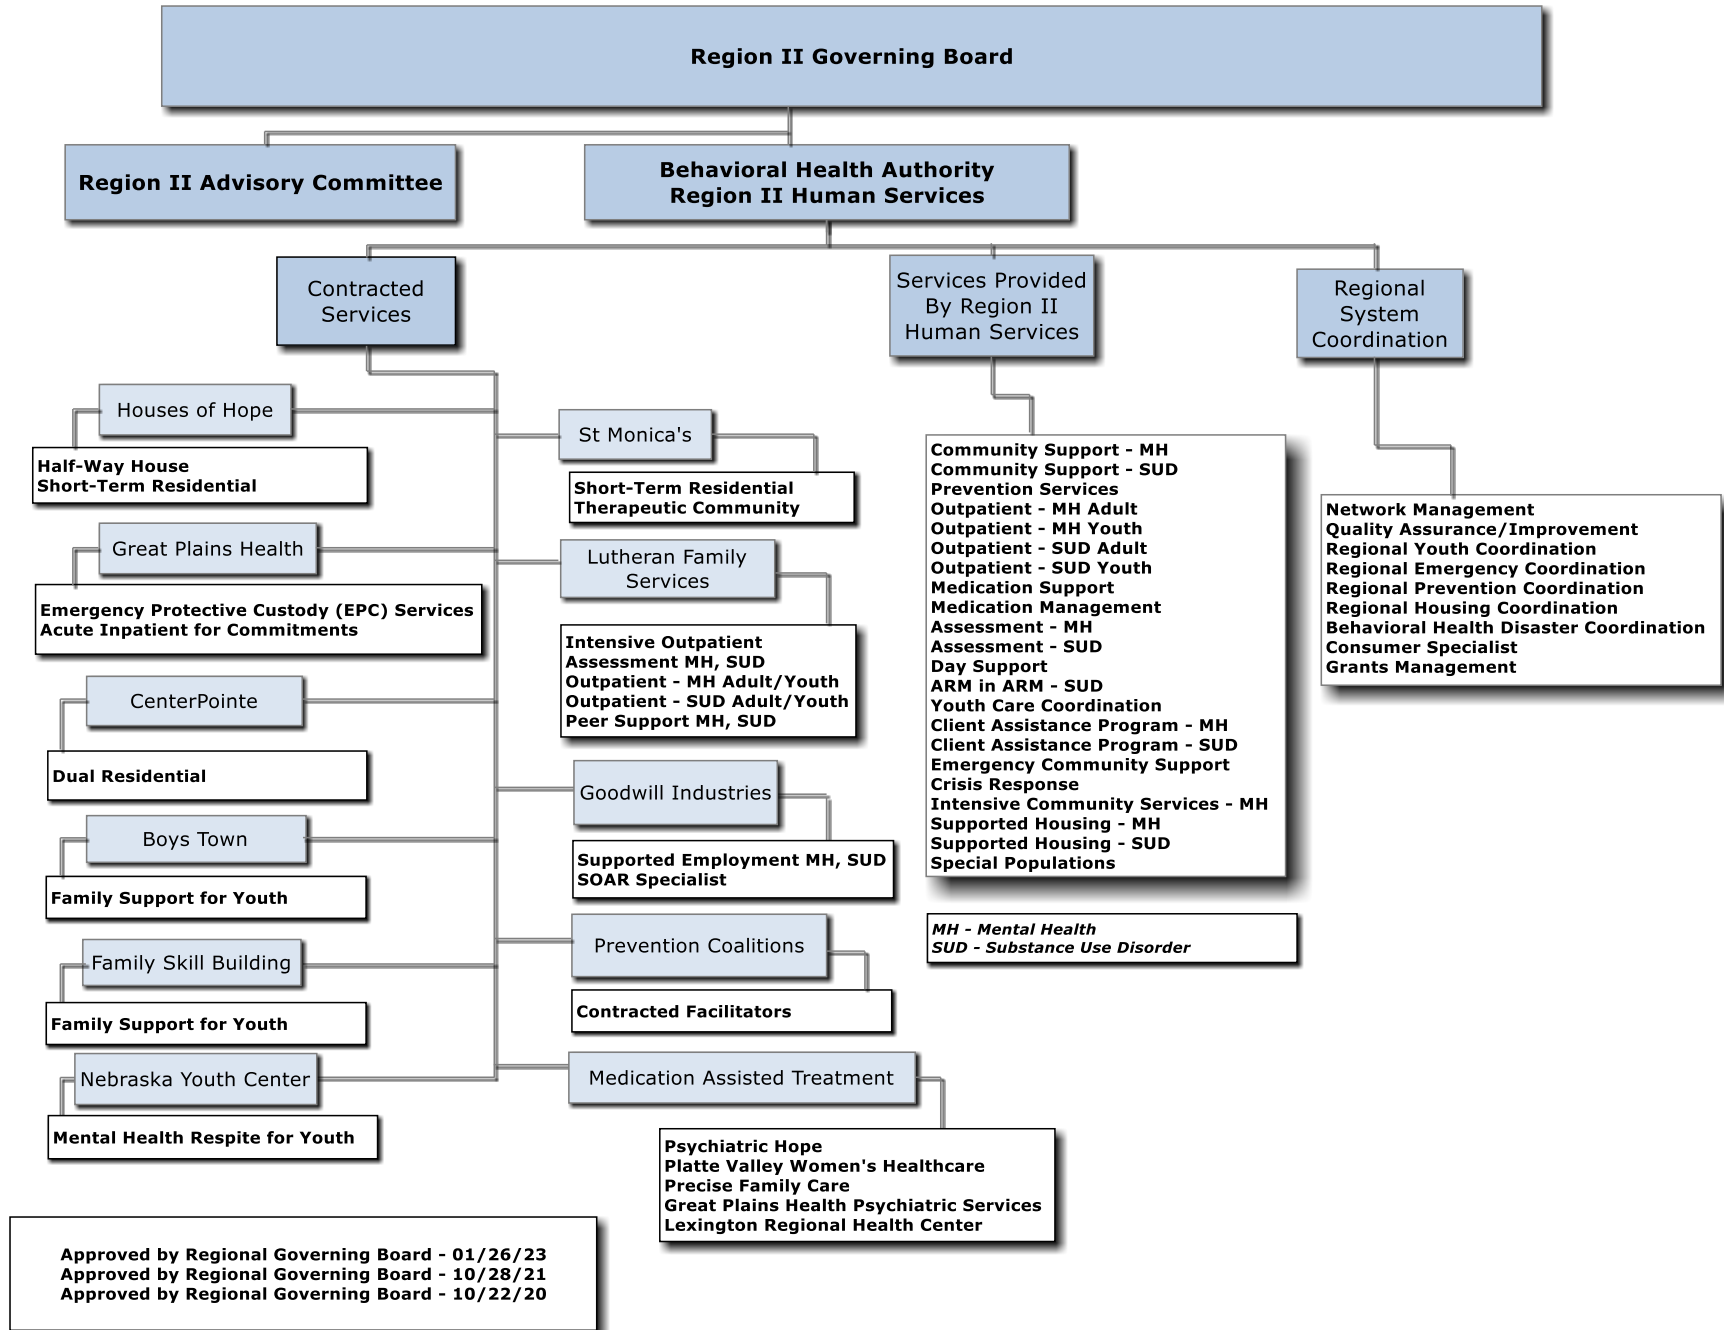 Region II Governing Board
Region II Advisory Committee
Behavioral Health Authority
Region II Human Services
Contracted
Services
Services Provided
By Region II
Human Services
Regional
System
Coordination
Houses of Hope
Half-Way House
Short-Term Residential
Great Plains Health
Emergency Protective Custody (EPC) Services
Acute Inpatient for Commitments
CenterPointe
Dual Residential
Boys Town
Family Support for Youth
Family Skill Building
Family Support for Youth
Nebraska Youth Center
Mental Health Respite for Youth
St Monica's
Short-Term Residential
Therapeutic Community
Lutheran Family
Services
Intensive Outpatient
Assessment MH, SUD
Outpatient - MH Adult/Youth
Outpatient - SUD Adult/Youth
Peer Support MH, SUD
Goodwill Industries
Supported Employment MH, SUD
SOAR Specialist
Prevention Coalitions
Contracted Facilitators
Medication Assisted Treatment
Psychiatric Hope
Platte Valley Women's Healthcare
Precise Family Care
Great Plains Health Psychiatric Services
Lexington Regional Health Center
Community Support - MH
Community Support - SUD
Prevention Services
Outpatient - MH Adult
Outpatient - MH Youth
Outpatient - SUD Adult
Outpatient - SUD Youth
Medication Support
Medication Management
Assessment - MH
Assessment - SUD
Day Support
ARM in ARM - SUD
Youth Care Coordination
Client Assistance Program - MH
Client Assistance Program - SUD
Emergency Community Support
Crisis Response
Intensive Community Services - MH
Supported Housing - MH
Supported Housing - SUD
Special Populations
MH - Mental Health
SUD - Substance Use Disorder
Network Management
Quality Assurance/Improvement
Regional Youth Coordination
Regional Emergency Coordination
Regional Prevention Coordination
Regional Housing Coordination
Behavioral Health Disaster Coordination
Consumer Specialist
Grants Management
Approved by Regional Governing Board - 01/26/23
Approved by Regional Governing Board - 10/28/21
Approved by Regional Governing Board - 10/22/20